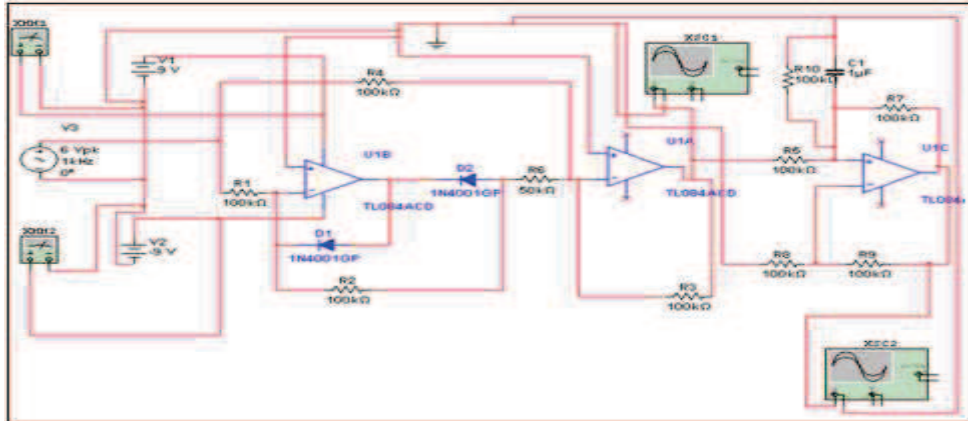 XMM1
V1
9 V
V3
6 Vpk
1kHz
0°
XMM2
V2
-9 V
R1
100kΩ
R4
100kΩ
U1B
TL084ACD
D1
1N4001GP
R2
100kΩ
D2
1N4001GP
R6
50kΩ
XSC1
U1A
TL084ACD
R3
100kΩ
R10
100kΩ
C1
1µF
R7
100kΩ
100kΩ
U1C
R8
100kΩ
R9
100kΩ
XSC2